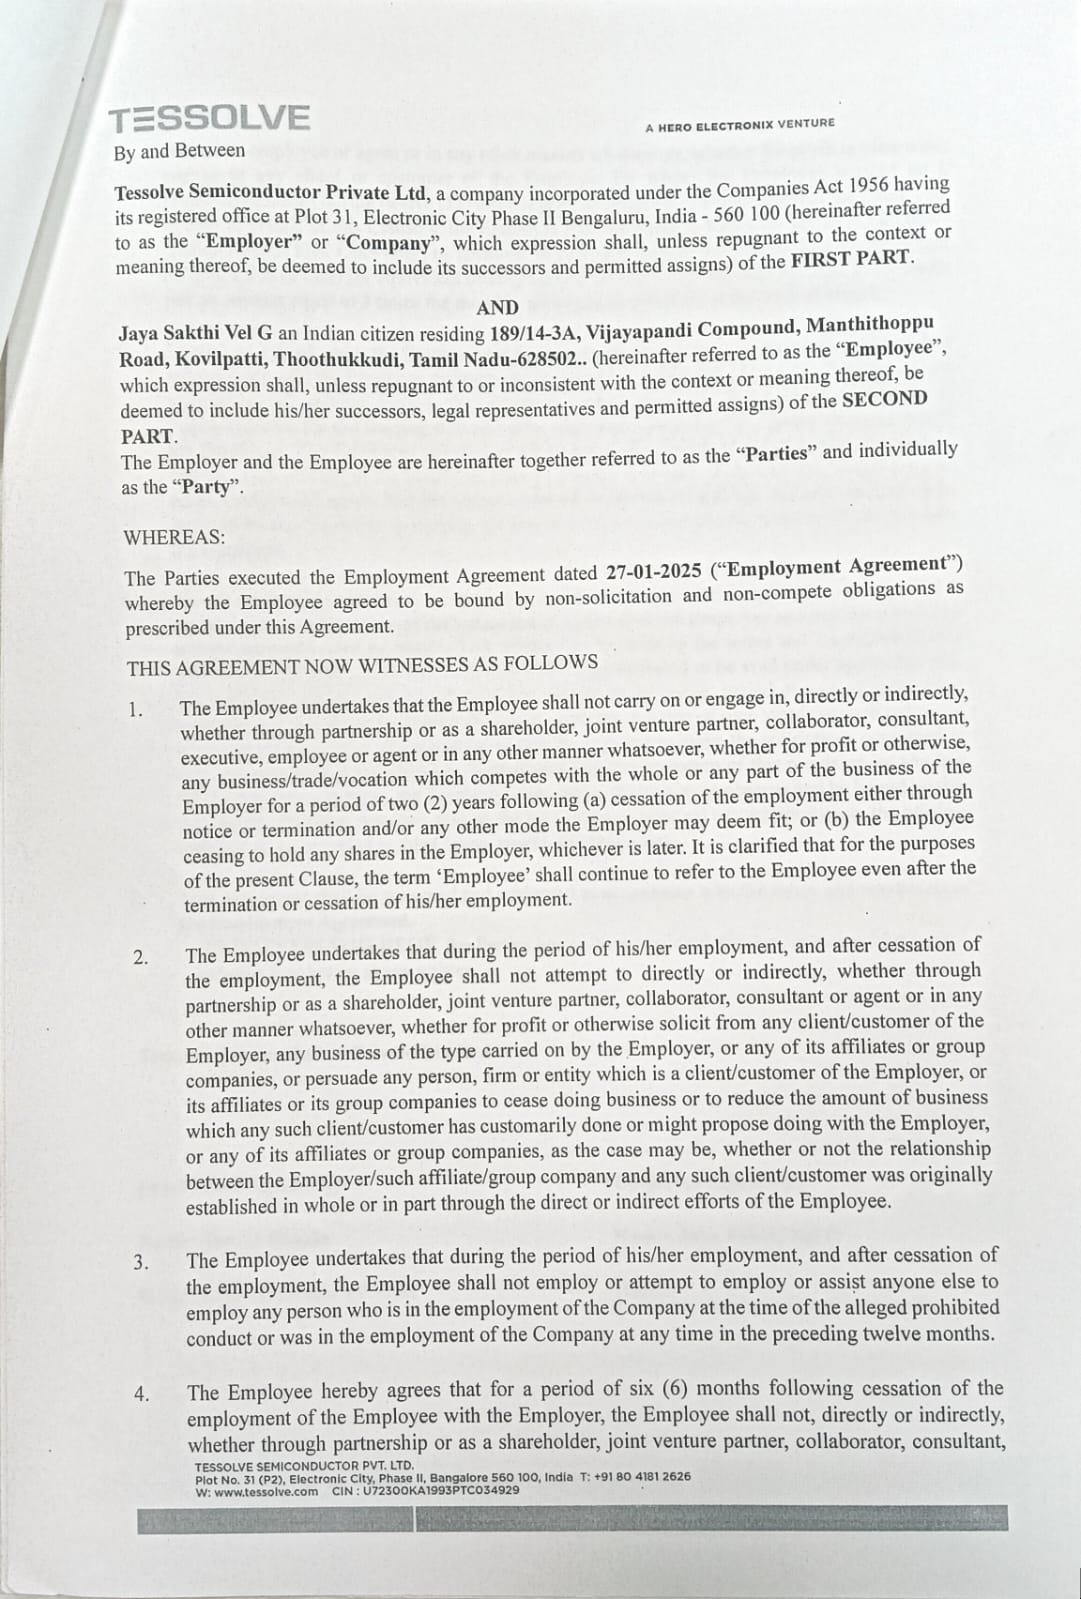 TESSOLVE
A HERO ELECTRONIX VENTURE
By and Between
Tessolve Semiconductor Private Ltd, a company incorporated under the Companies Act 1956 having
its registered office at Plot 31, Electronic City Phase II Bengaluru, India - 560 100 (hereinafter referred
to as the “Employer” or “Company”, which expression shall, unless repugnant to the context or
meaning thereof, be deemed to include its successors and permitted assigns) of the FIRST PART.
AND
Jaya Sakthi Vel G an Indian citizen residing 189/14-3A, Vijayapandi Compound, Manthithoppu
Road, Kovilpatti, Thoothukkudi, Tamil Nadu-628502.. (hereinafter referred to as the “Employee”,
which expression shall, unless repugnant to or inconsistent with the context or meaning thereof, be
deemed to include his/her successors, legal representatives and permitted assigns) of the SECOND
PART.
The Employer and the Employee are hereinafter together referred to as the “Parties” and individually
as the “Party”.
WHEREAS:
The Parties executed the Employment Agreement dated 27-01-2025 (“Employment Agreement”)
whereby the Employee agreed to be bound by non-solicitation and non-compete obligations as
prescribed under this Agreement.
THIS AGREEMENT NOW WITNESSES AS FOLLOWS
1. The Employee undertakes that the Employee shall not carry on or engage in, directly or indirectly,
whether through partnership or as a shareholder, joint venture partner, collaborator, consultant,
executive, employee or agent or in any other manner whatsoever, whether for profit or otherwise,
any business/trade/vocation which competes with the whole or any part of the business of the
Employer for a period of two (2) years following (a) cessation of the employment either through
notice or termination and/or any other mode the Employer may deem fit; or (b) the Employee
ceasing to hold any shares in the Employer, whichever is later. It is clarified that for the purposes
of the present Clause, the term ‘Employee’ shall continue to refer to the Employee even after the
termination or cessation of his/her employment.
2. The Employee undertakes that during the period of his/her employment, and after cessation of
the employment, the Employee shall not attempt to directly or indirectly, whether through
partnership or as a shareholder, joint venture partner, collaborator, consultant or agent or in any
other manner whatsoever, whether for profit or otherwise solicit from any client/customer of the
Employer, any business of the type carried on by the Employer, or any of its affiliates or group
companies, or persuade any person, firm or entity which is a client/customer of the Employer, or
its affiliates or its group companies to cease doing business or to reduce the amount of business
which any such client/customer has customarily done or might propose doing with the Employer,
or any of its affiliates or group companies, as the case may be, whether or not the relationship
between the Employer/such affiliate/group company and any such client/customer was originally
established in whole or in part through the direct or indirect efforts of the Employee.
3. The Employee undertakes that during the period of his/her employment, and after cessation of
the employment, the Employee shall not employ or attempt to employ or assist anyone else to
employ any person who is in the employment of the Company at the time of the alleged prohibited
conduct or was in the employment of the Company at any time in the preceding twelve months.
4. The Employee hereby agrees that for a period of six (6) months following cessation of the
employment of the Employee with the Employer, the Employee shall not, directly or indirectly,
whether through partnership or as a shareholder, joint venture partner, collaborator, consultant,
TESSOLVE SEMICONDUCTOR PVT. LTD.
Plot No. 31 (P2), Electronic City, Phase II, Bangalore 560 100, India T: +91 80 4181 2626
W: www.tessolve.com CIN : U72300KA1993PTC034929